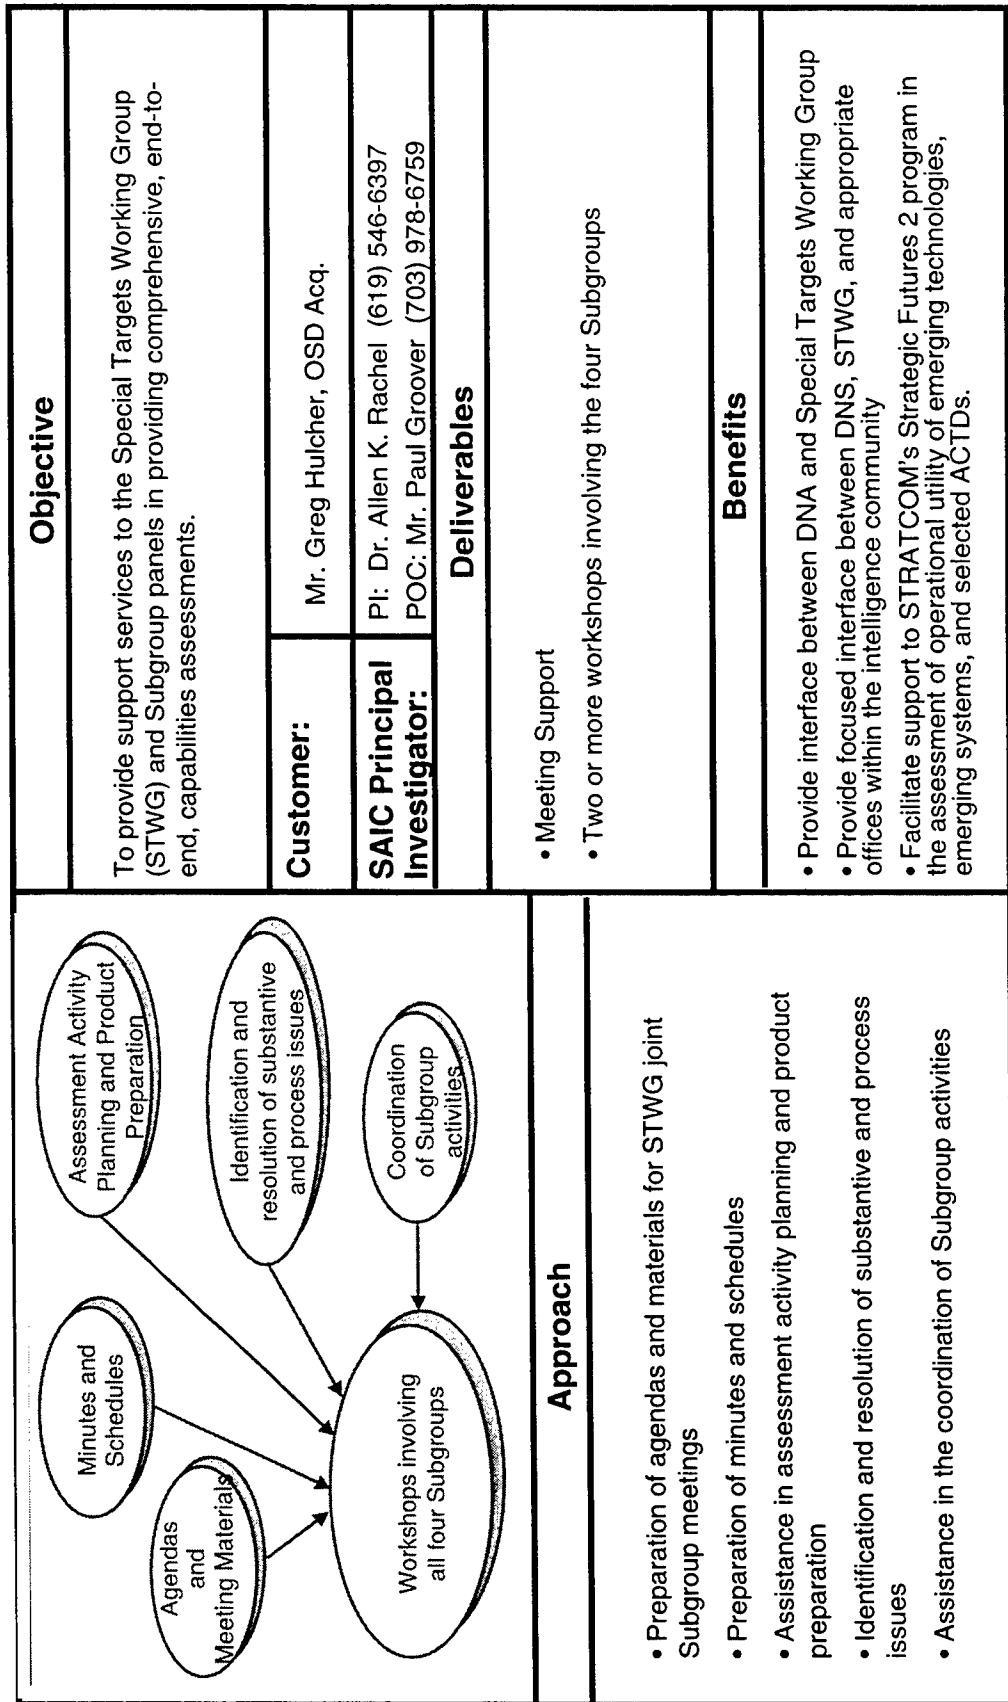 Agendas
and
Meeting Materials
Minutes and
Schedules
Assessment Activity
Planning and Product
Preparation
Identification and
resolution of substantive
and process issues
Coordination
of Subgroup
activities
Workshops involving
all four Subgroups
Approach
• Preparation of agendas and materials for STWG joint
Subgroup meetings
• Preparation of minutes and schedules
• Assistance in assessment activity planning and product
preparation
• Identification and resolution of substantive and process
issues
• Assistance in the coordination of Subgroup activities
Objective
To provide support services to the Special Targets Working Group
(STWG) and Subgroup panels in providing comprehensive, end-to-
end, capabilities assessments.
Customer:
Mr. Greg Hulcher, OSD Acq.
SAIC Principal
Investigator:
PI: Dr. Allen K. Rachel (619) 546-6397
POC: Mr. Paul Groover (703) 978-6759
Deliverables
• Meeting Support
• Two or more workshops involving the four Subgroups
Benefits
• Provide interface between DNA and Special Targets Working Group
• Provide focused interface between DNS, STWG, and appropriate
offices within the intelligence community
• Facilitate support to STRATCOM's Strategic Futures 2 program in
the assessment of operational utility of emerging technologies,
emerging systems, and selected ACTDs.